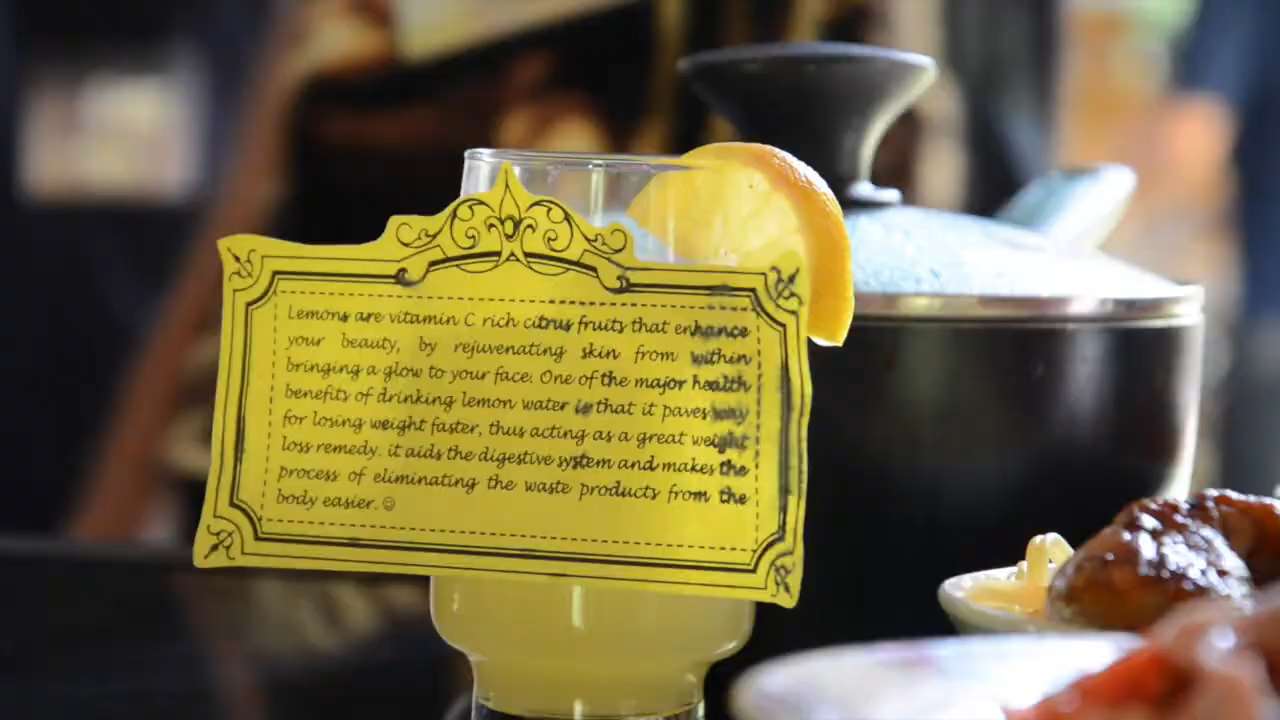 Lemons are vitamin C rich citrus fruits that enhance
your beauty, by rejuvenating skin from within
bringing a glow to your face. One of the major health
benefits of drinking lemon water is that it paves way
for losing weight faster, thus acting as a great weight
loss remedy. it aids the digestive system and makes the
process of eliminating the waste products from the
body easier.☺